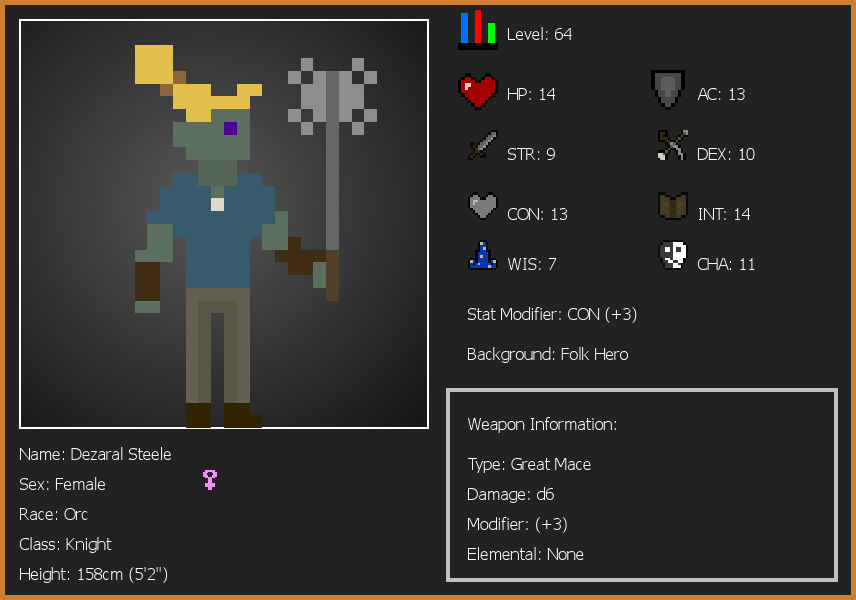 Level: 64
HP: 14
AC: 13
STR: 9
DEX: 10
CON: 13
INT: 14
WIS: 7
CHA: 11
Stat Modifier: CON (+3)
Background: Folk Hero
Weapon Information:
Type: Great Mace
Damage: d6
Modifier: (+3)
Elemental: None
Name: Dezaral Steele
Sex: Female
Race: Orc
Class: Knight
Height: 158cm (5'2")